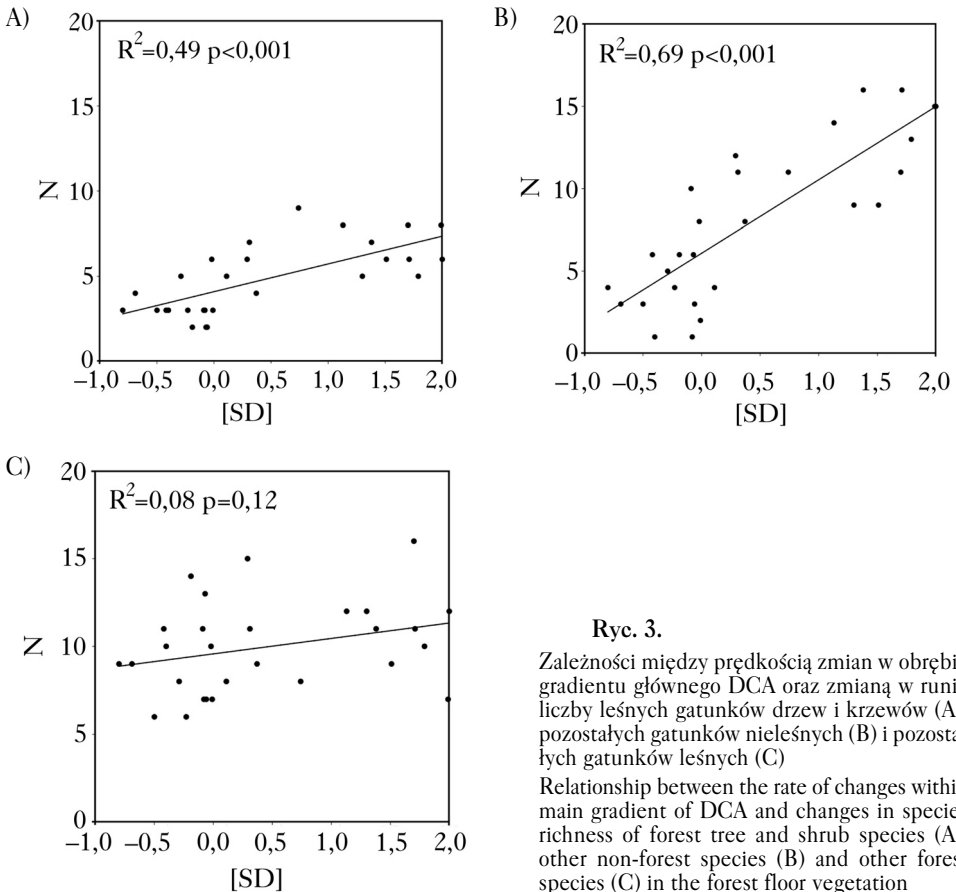 A)
R²=0,49 p<0,001
20
15
10
5
0
N
–1,0 –0,5 0,0 0,5 1,0 1,5 2,0
[SD]
B)
R²=0,69 p<0,001
20
15
10
5
0
N
–1,0 –0,5 0,0 0,5 1,0 1,5 2,0
[SD]
C)
R²=0,08 p=0,12
20
15
10
5
0
N
–1,0 –0,5 0,0 0,5 1,0 1,5 2,0
[SD]
Ryc. 3.
Zależności między prędkością zmian w obrębi
gradientu głównego DCA oraz zmianą w runi
liczby leśnych gatunków drzew i krzewów (A
pozostałych gatunków nieleśnych (B) i pozosta
łych gatunków leśnych (C)
Relationship between the rate of changes withi
main gradient of DCA and changes in specie
richness of forest tree and shrub species (A
other non-forest species (B) and other fores
species (C) in the forest floor vegetation